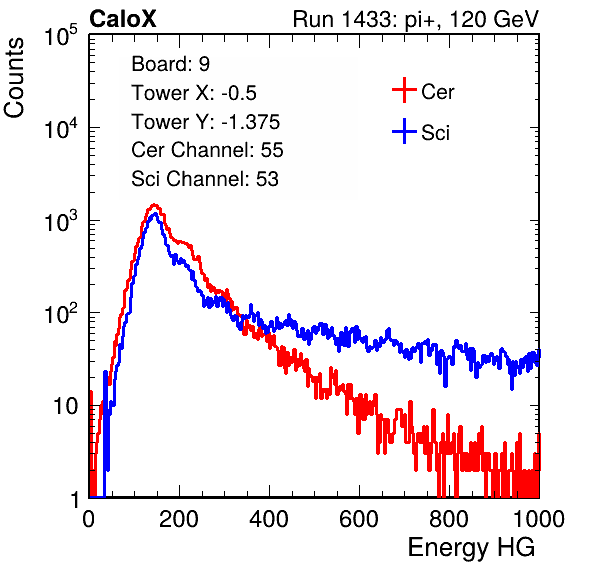 CaloX Run 1433: pi+, 120 GeV
Counts
Board: 9
Tower X: -0.5
Tower Y: -1.375
Cer Channel: 55
Sci Channel: 53
Cer
Sci
10^5
10^4
10^3
10^2
10
1
0 200 400 600 800 1000
Energy HG